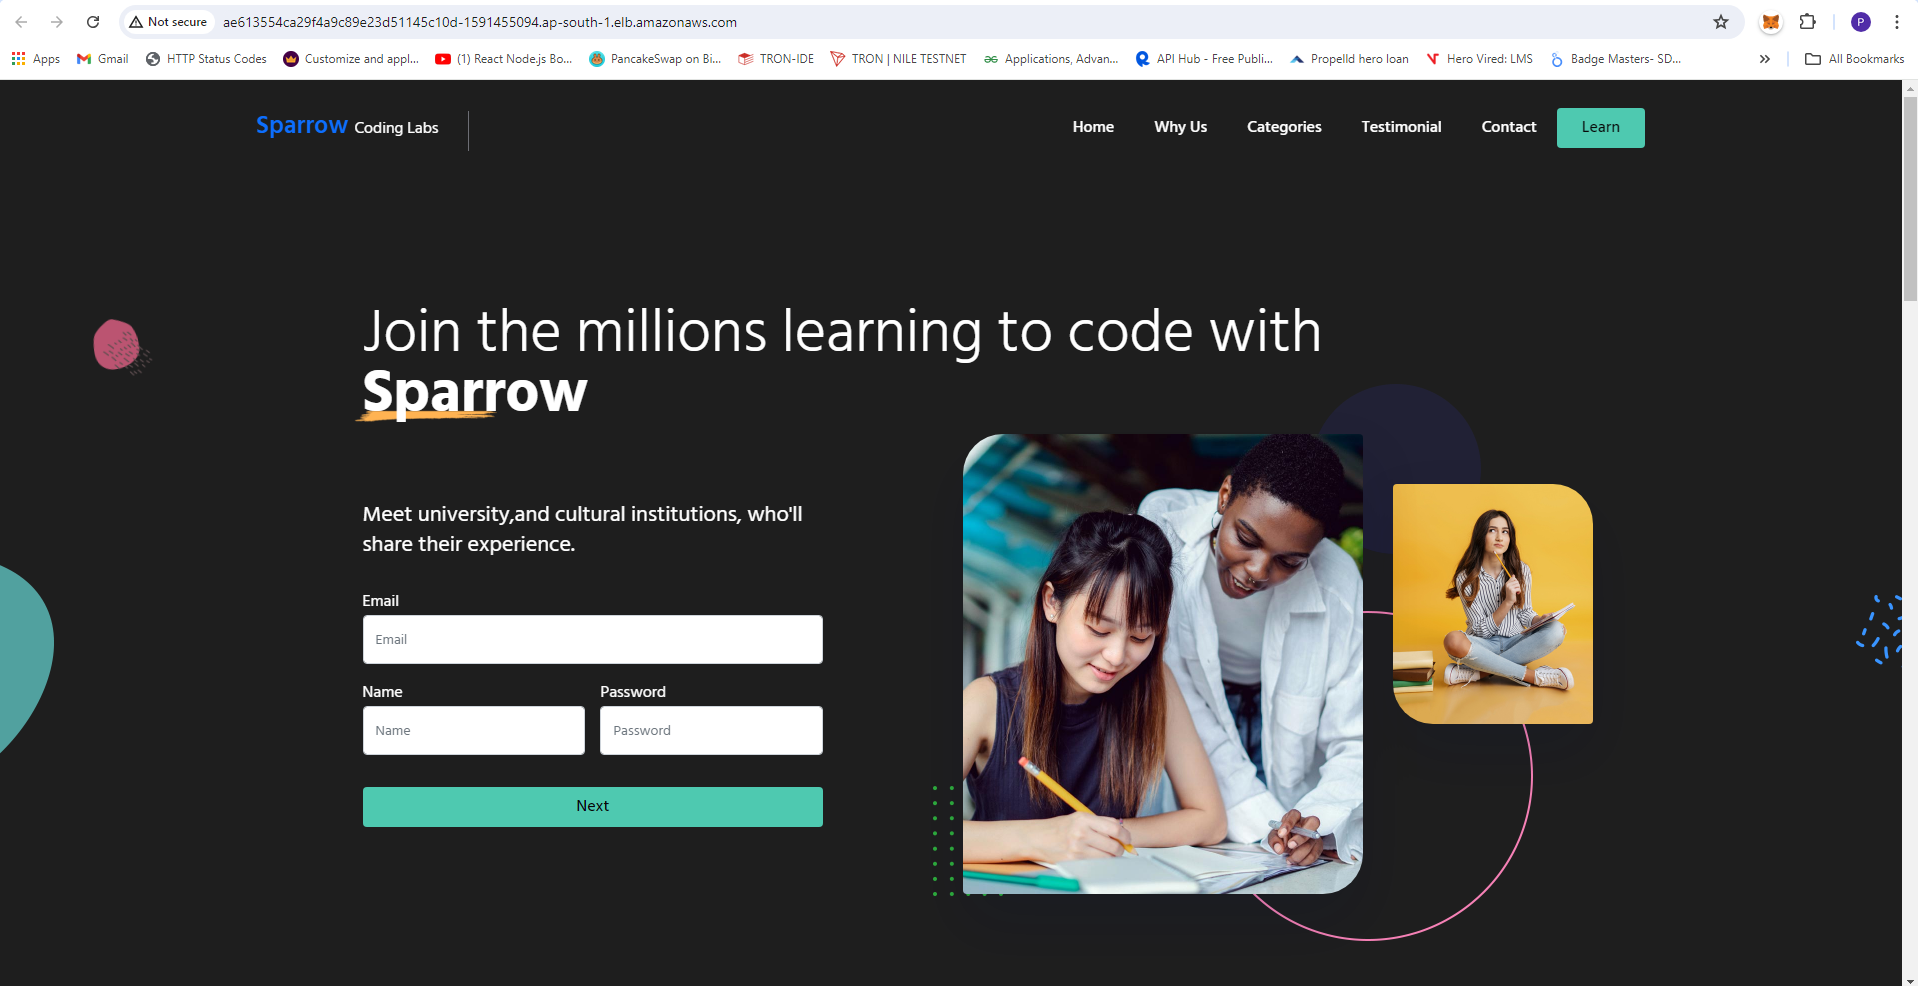 Not secure ae613554ca29f4a9c89e23d51145c10d-1591455094.ap-south-1.elb.amazonaws.com P
Apps Gmail HTTP Status Codes Customize and appl... (1) React Node.js Bo... PancakeSwap on Bi... TRON-IDE TRON | NILE TESTNET Applications, Advan... API Hub - Free Publi... Propelld hero loan Hero Vired: LMS Badge Masters- SD... » All Bookmarks
Sparrow Coding Labs Home Why Us Categories Testimonial Contact Learn
Join the millions learning to code with
Sparrow
Meet university,and cultural institutions, who'll
share their experience.
Email
Email
Name Password
Name Password
Next